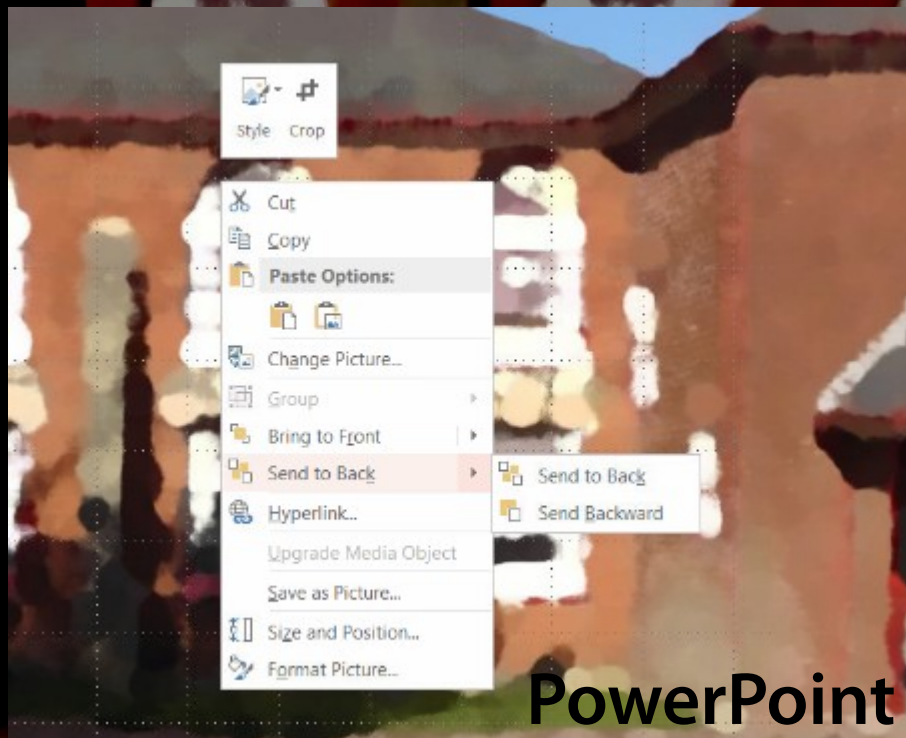 Style Crop
Cut
Copy
Paste Options:
Change Picture...
Group
Bring to Front
Send to Back
Send to Back
Send Backward
Hyperlink...
Upgrade Media Object
Save as Picture...
Size and Position...
Format Picture...
PowerPoint